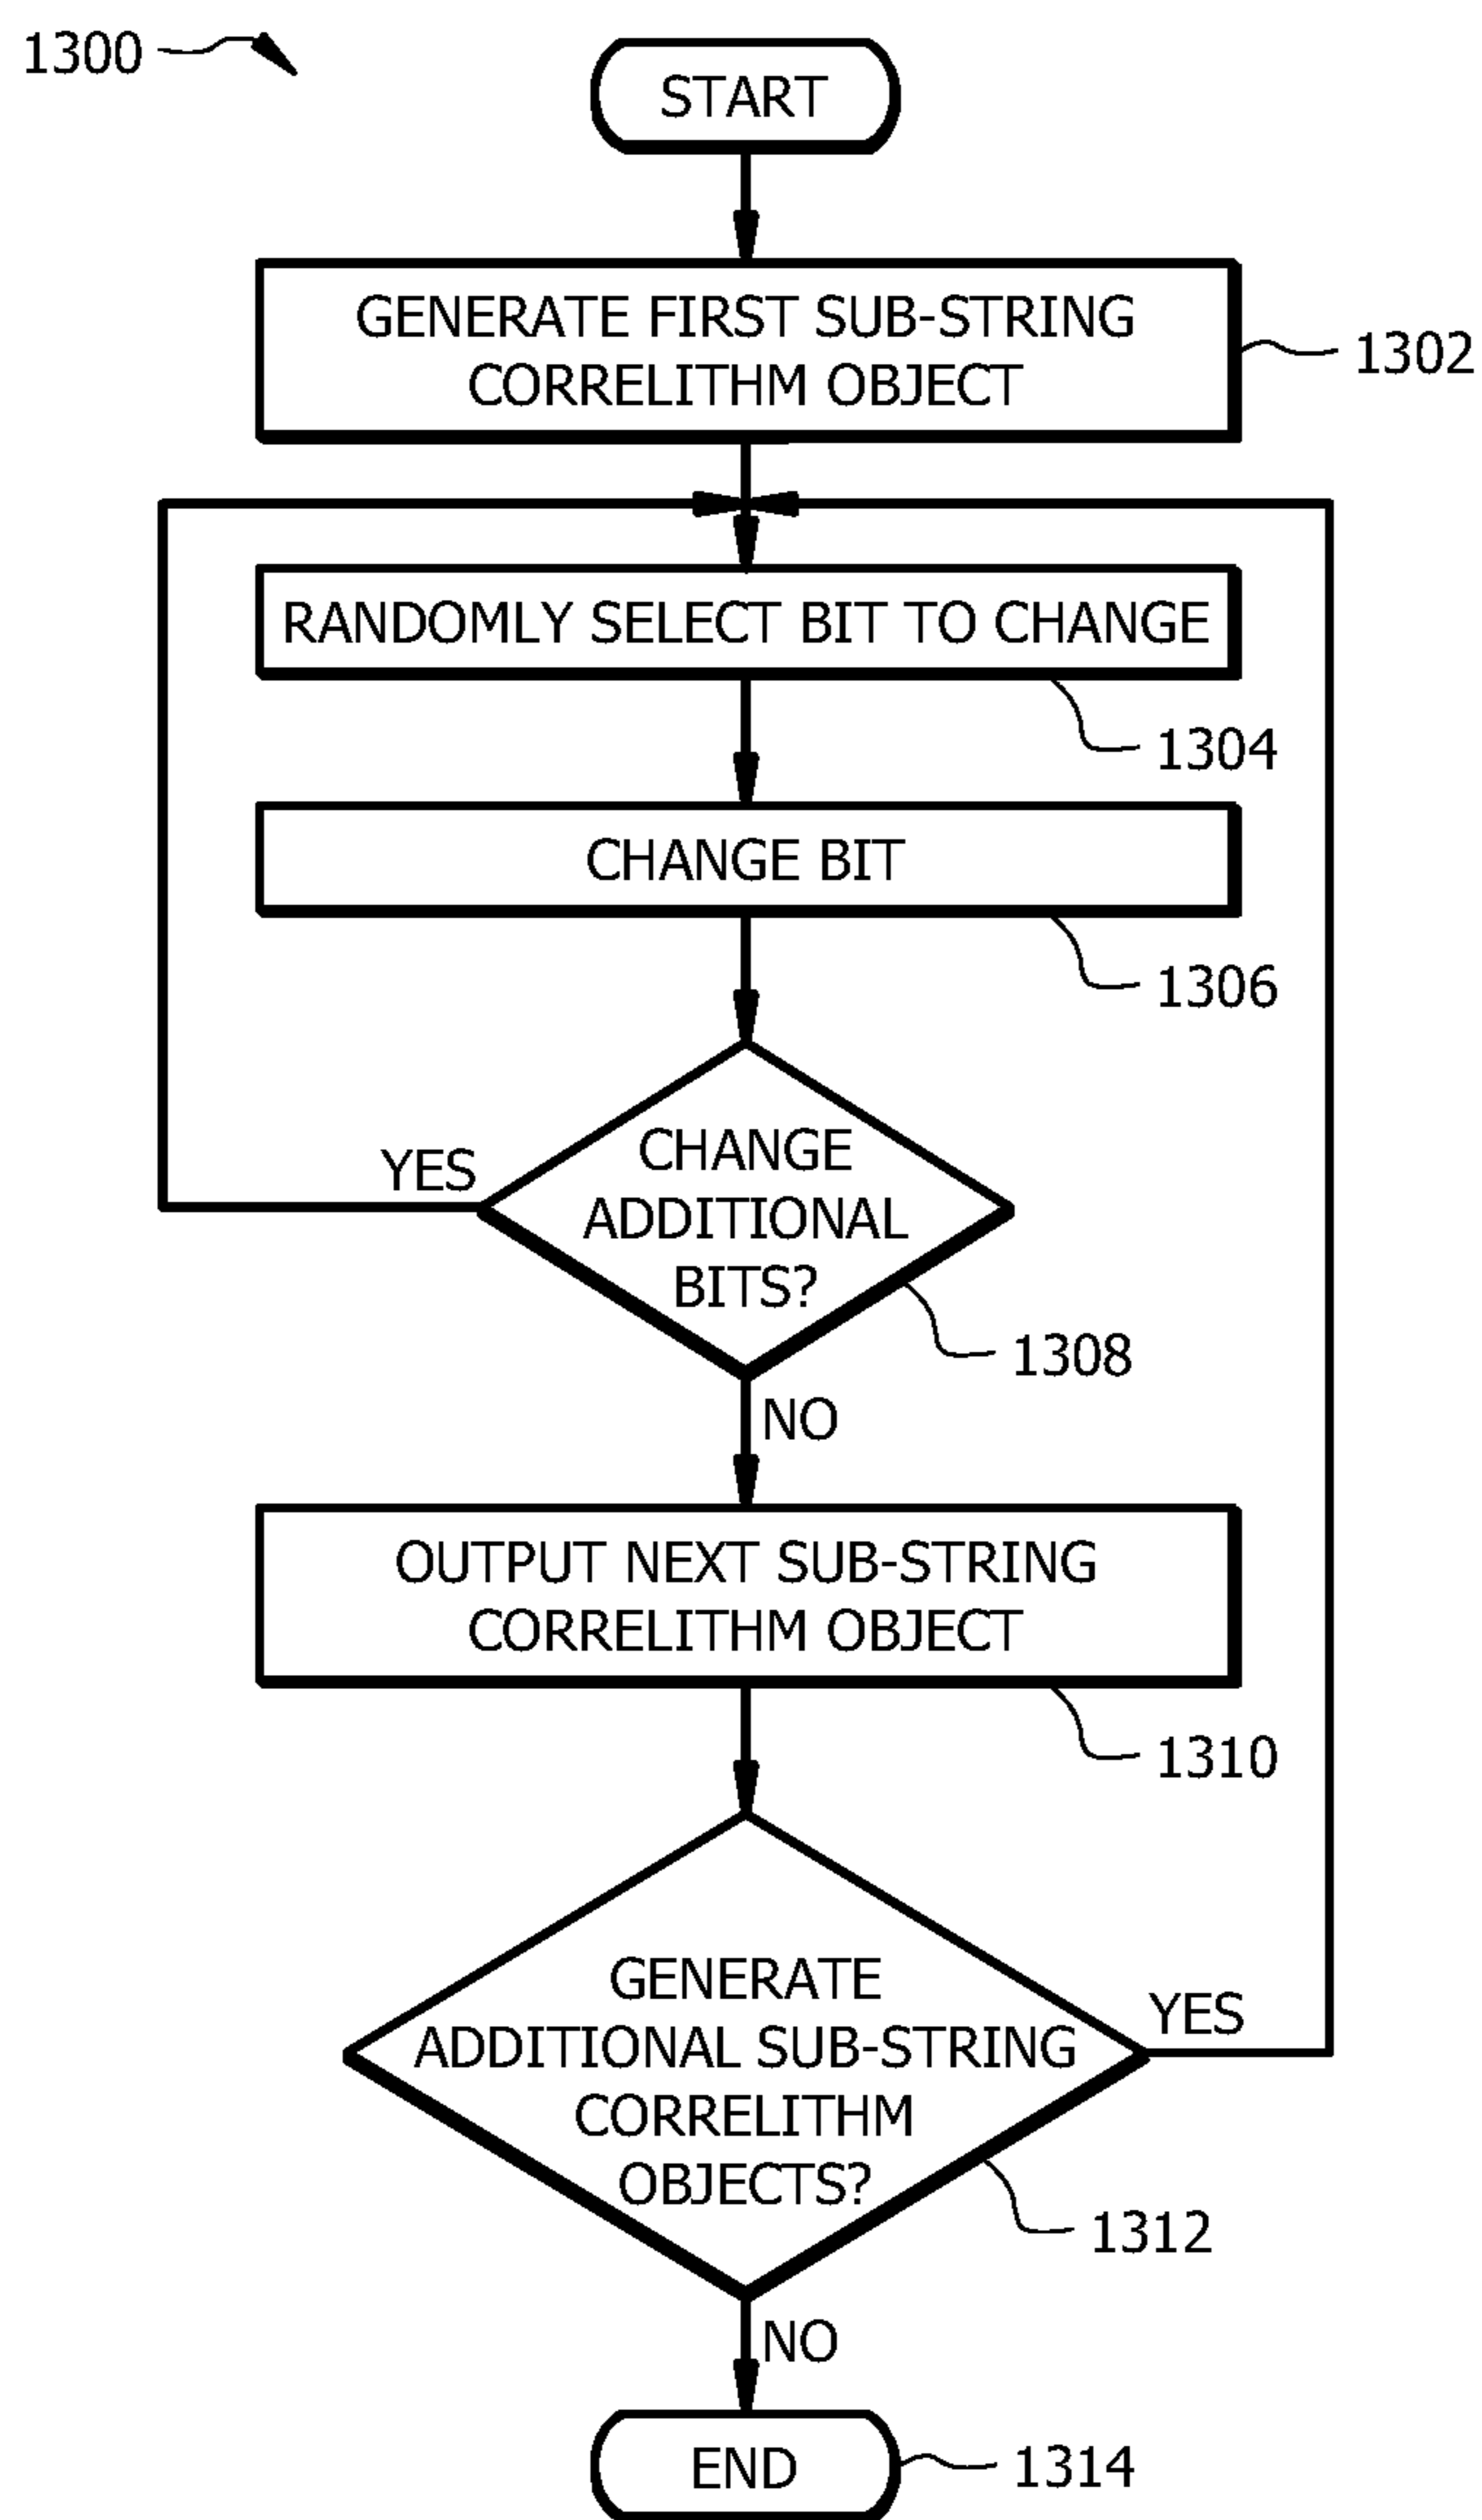 1300
START
GENERATE FIRST SUB-STRING
CORRELITHM OBJECT
1302
RANDOMLY SELECT BIT TO CHANGE
1304
CHANGE BIT
1306
YES
CHANGE
ADDITIONAL
BITS?
1308
NO
OUTPUT NEXT SUB-STRING
CORRELITHM OBJECT
1310
GENERATE
ADDITIONAL SUB-STRING
CORRELITHM
OBJECTS?
YES
1312
NO
END
1314